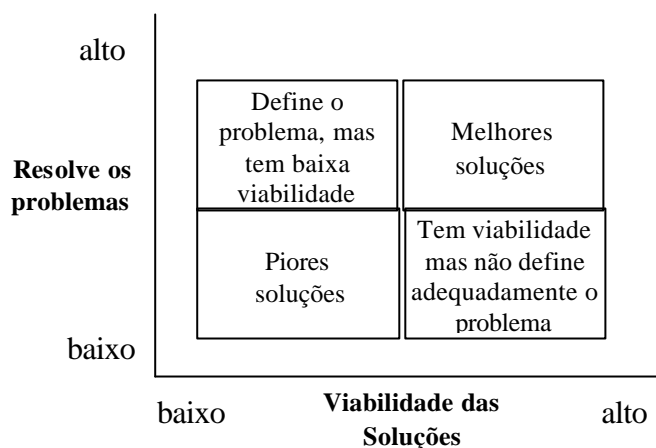 alto
Define o
problema, mas
tem baixa
viabilidade
Melhores
soluções
Resolve os
problemas
Piores
soluções
Tem viabilidade
mas não define
adequadamente o
problema
baixo
baixo
Viabilidade das
Soluções
alto